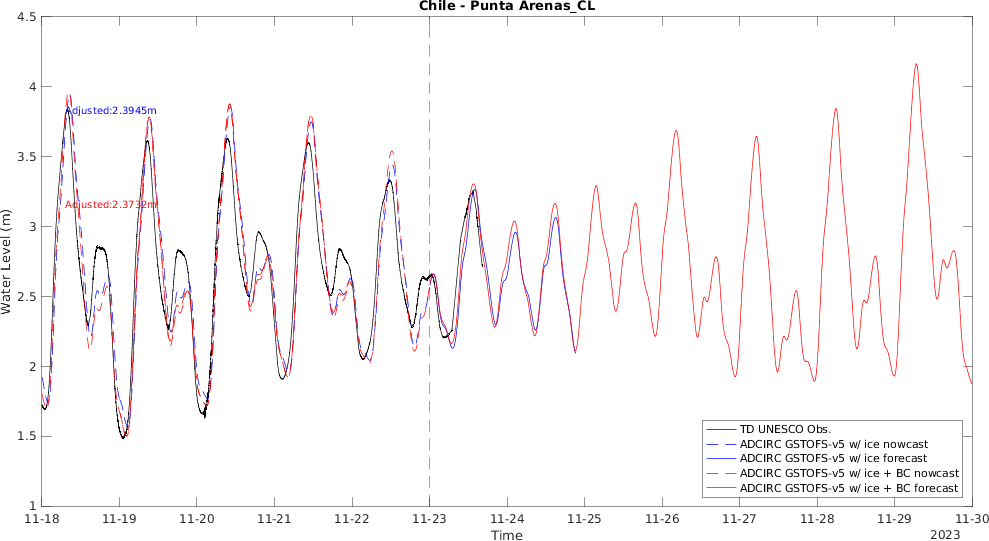 Chile - Punta Arenas_CL
4.5
4
3.5
3
2.5
2
1.5
1
Water Level (m)
Adjusted:2.3945m
Adjusted:2.3732m
TD UNESCO Obs.
ADCIRC GSTOFS-v5 w/ ice nowcast
ADCIRC GSTOFS-v5 w/ ice forecast
ADCIRC GSTOFS-v5 w/ ice + BC nowcast
ADCIRC GSTOFS-v5 w/ ice + BC forecast
11-18 11-19 11-20 11-21 11-22 11-23 11-24 11-25 11-26 11-27 11-28 11-29 11-30
Time
2023